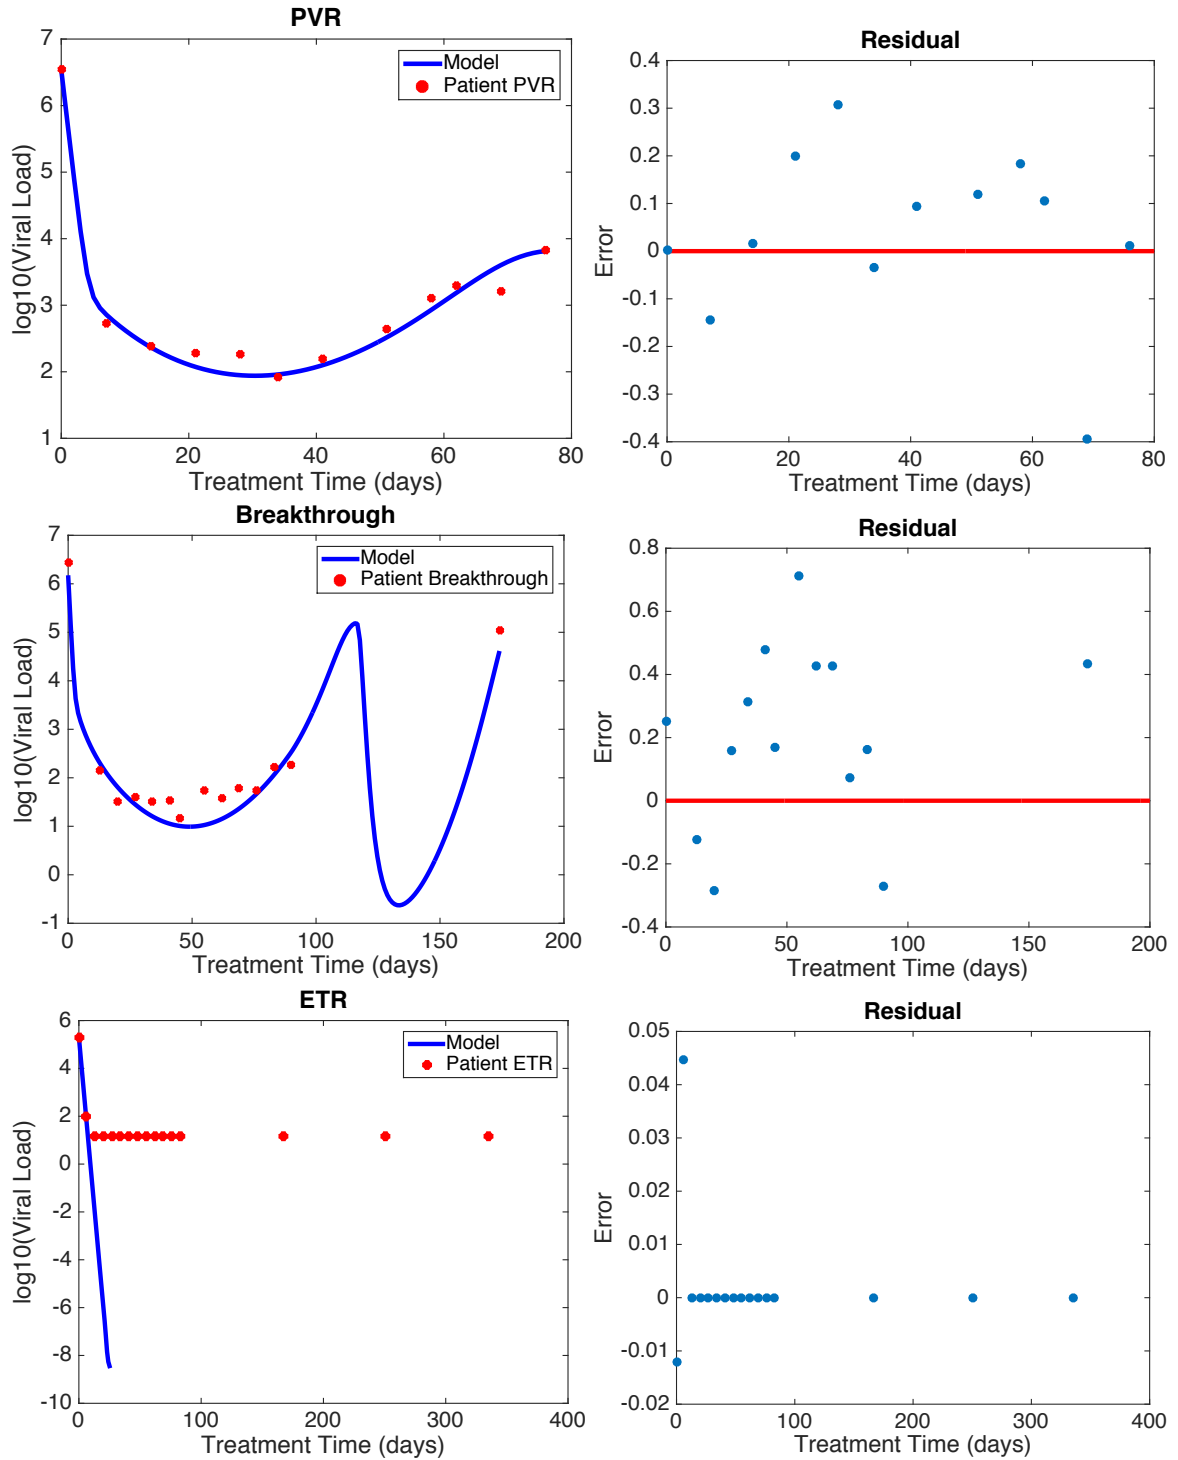 PVR
7
6
5
4
3
2
1
log10(Viral Load)
Model
Patient PVR
0 20 40 60 80
Treatment Time (days)
Residual
0.4
0.3
0.2
0.1
0
-0.1
-0.2
-0.3
-0.4
Error
0 20 40 60 80
Treatment Time (days)
Breakthrough
7
6
5
4
3
2
1
0
-1
log10(Viral Load)
Model
Patient Breakthrough
0 50 100 150 200
Treatment Time (days)
Residual
0.8
0.6
0.4
0.2
0
-0.2
-0.4
Error
0 50 100 150 200
Treatment Time (days)
ETR
6
4
2
0
-2
-4
-6
-8
-10
log10(Viral Load)
Model
Patient ETR
0 100 200 300 400
Treatment Time (days)
Residual
0.05
0.04
0.03
0.02
0.01
0
-0.01
-0.02
Error
0 100 200 300 400
Treatment Time (days)